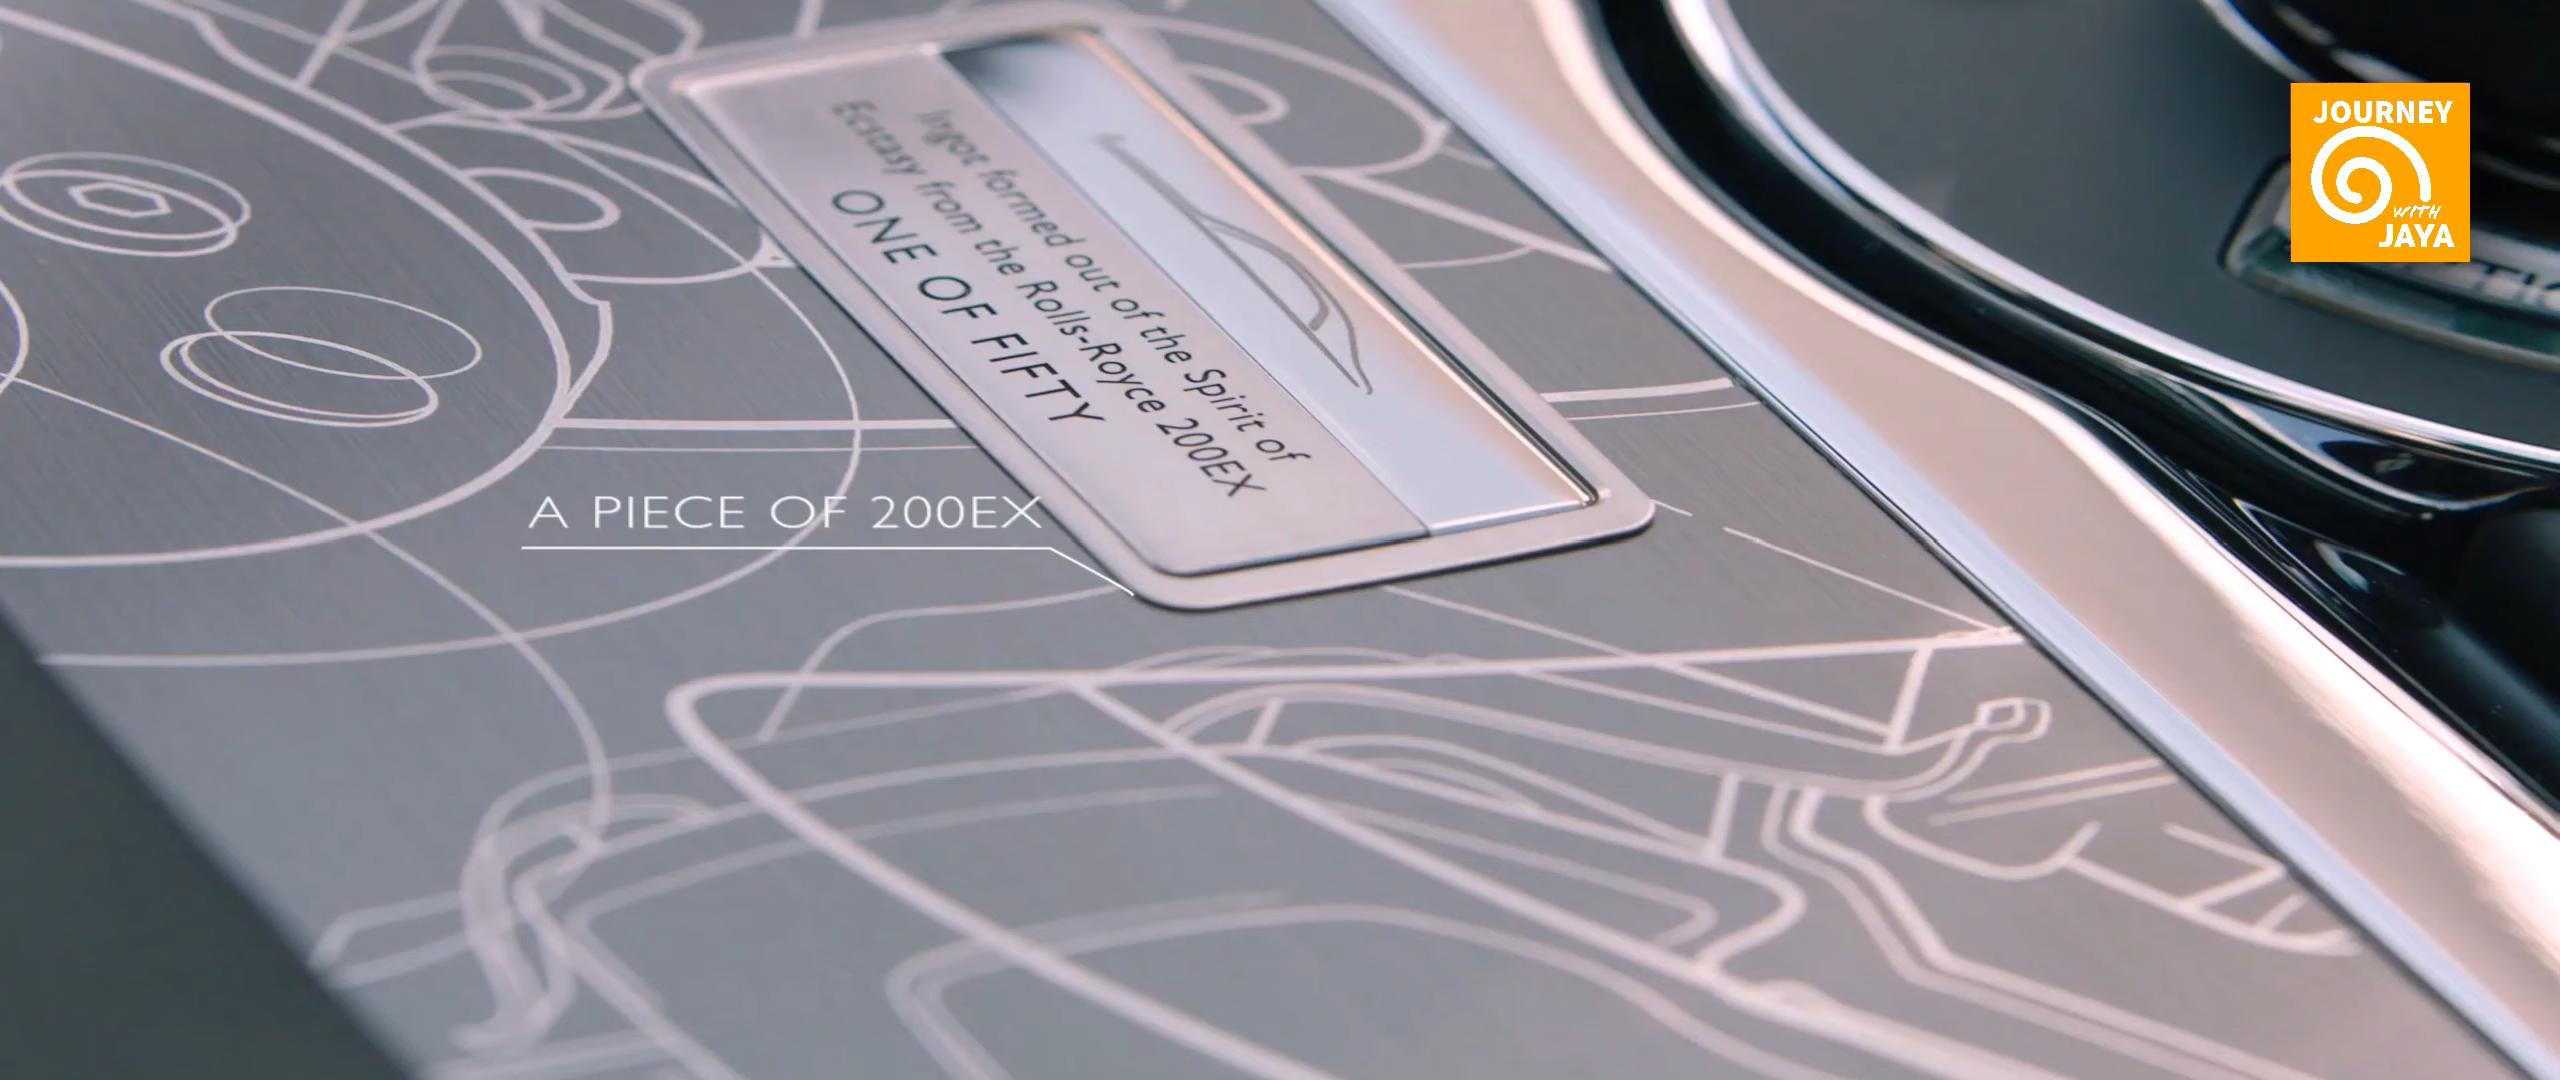 Ingot formed out of the Spirit of
Ecstasy from the Rolls-Royce 200EX
ONE OF FIFTY
A PIECE OF 200EX
JOURNEY
WITH
JAYA